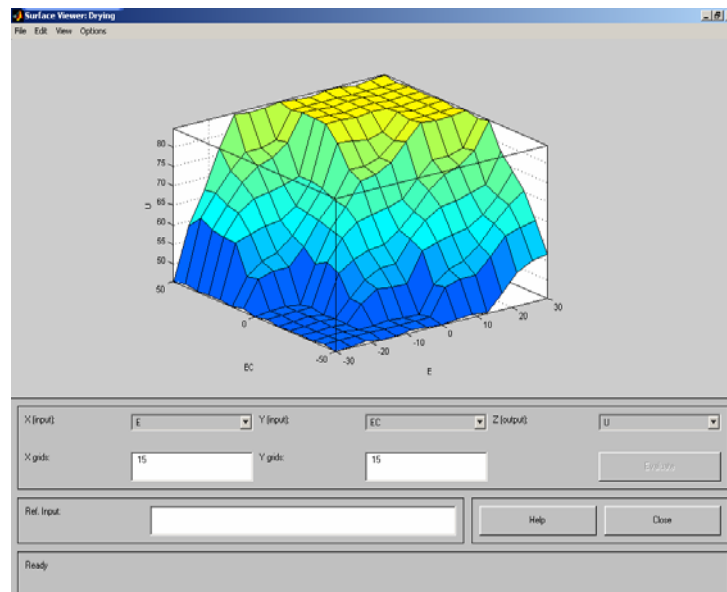 Surface Viewer: Drying
File Edit View Options
80
75
70
65
60
55
50
U
50
0
-50
EC
-30
-20
-10
0
10
20
30
E
X (input): E Y (input): EC Z (output): U
X grids: 15 Y grids: 15 Evaluate
Ref. Input: Help Close
Ready